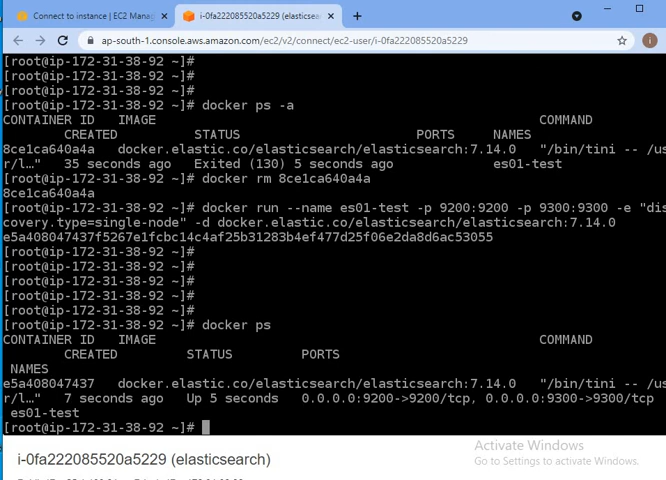 Connect to instance | EC2 Manag
i-0fa222085520a5229 (elasticsea
ap-south-1.console.aws.amazon.com/ec2/v2/connect/ec2-user/i-0fa222085520a5229
i
[root@ip-172-31-38-92 ~]#
[root@ip-172-31-38-92 ~]#
[root@ip-172-31-38-92 ~]#
[root@ip-172-31-38-92 ~]# docker ps -a
CONTAINER ID   IMAGE                                                  COMMAND
        CREATED          STATUS                       PORTS     NAMES
8ce1ca640a4a   docker.elastic.co/elasticsearch/elasticsearch:7.14.0   "/bin/tini -- /us
r/l…"   35 seconds ago   Exited (130) 5 seconds ago             es01-test
[root@ip-172-31-38-92 ~]# docker rm 8ce1ca640a4a
8ce1ca640a4a
[root@ip-172-31-38-92 ~]# docker run --name es01-test -p 9200:9200 -p 9300:9300 -e "dis
covery.type=single-node" -d docker.elastic.co/elasticsearch/elasticsearch:7.14.0
e5a408047437f5267e1fcbc14c4af25b31283b4ef477d25f06e2da8d6ac53055
[root@ip-172-31-38-92 ~]#
[root@ip-172-31-38-92 ~]#
[root@ip-172-31-38-92 ~]#
[root@ip-172-31-38-92 ~]#
[root@ip-172-31-38-92 ~]#
[root@ip-172-31-38-92 ~]# docker ps
CONTAINER ID   IMAGE                                                  COMMAND
        CREATED         STATUS         PORTS
 NAMES
e5a408047437   docker.elastic.co/elasticsearch/elasticsearch:7.14.0   "/bin/tini -- /us
r/l…"   7 seconds ago   Up 5 seconds   0.0.0.0:9200->9200/tcp, 0.0.0.0:9300->9300/tcp
 es01-test
[root@ip-172-31-38-92 ~]#
i-0fa222085520a5229 (elasticsearch)
Activate Windows
Go to Settings to activate Windows.